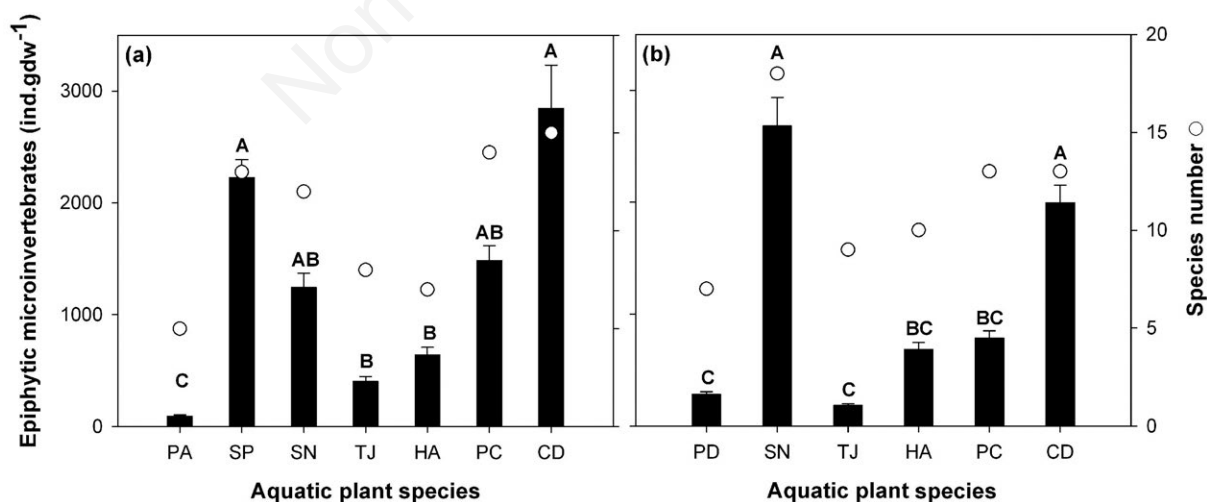 Non
(a)
(b)
Epiphytic microinvertebrates (ind.gdw⁻¹)
3000
2000
1000
0
C
A
AB
B
B
AB
A
PA SP SN TJ HA PC CD
Aquatic plant species
C
A
C
BC
BC
A
PD SN TJ HA PC CD
Aquatic plant species
20
15
10
5
0
Species number ○